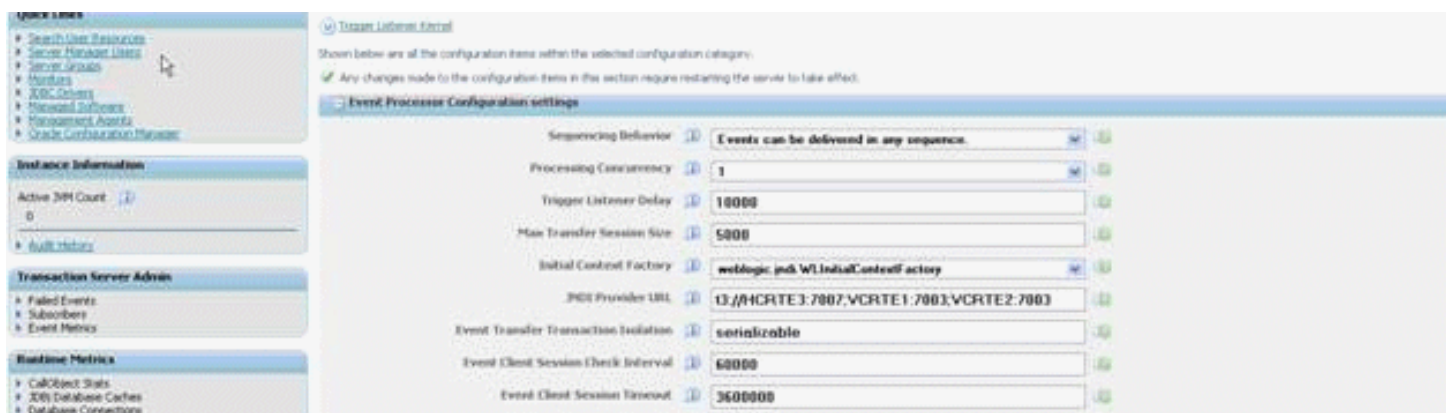 Quick Links
Search User Resources
Server Manager Users
Server Groups
Monitors
JDBC Drivers
Managed Software
Management Agents
Oracle Configuration Manager
Instance Information
Active JVM Count
0
Audit History
Transaction Server Admin
Failed Events
Subscribers
Event Metrics
Runtime Metrics
CallObject Stats
JDBj Database Caches
Database Connections
Trigger Listener Kernel
Shown below are all the configuration items within the selected configuration category.
Any changes made to the configuration items in this section require restarting the server to take effect.
Event Processor Configuration settings
Sequencing Behavior Events can be delivered in any sequence.
Processing Concurrency 1
Trigger Listener Delay 10000
Max Transfer Session Size 5000
Initial Context Factory weblogic.jndi.WLInitialContextFactory
JNDI Provider URL t3://HCRTE3:7007,VCRTE1:7003;VCRTE2:7003
Event Transfer Transaction Isolation serializable
Event Client Session Check Interval 60000
Event Client Session Timeout 3600000